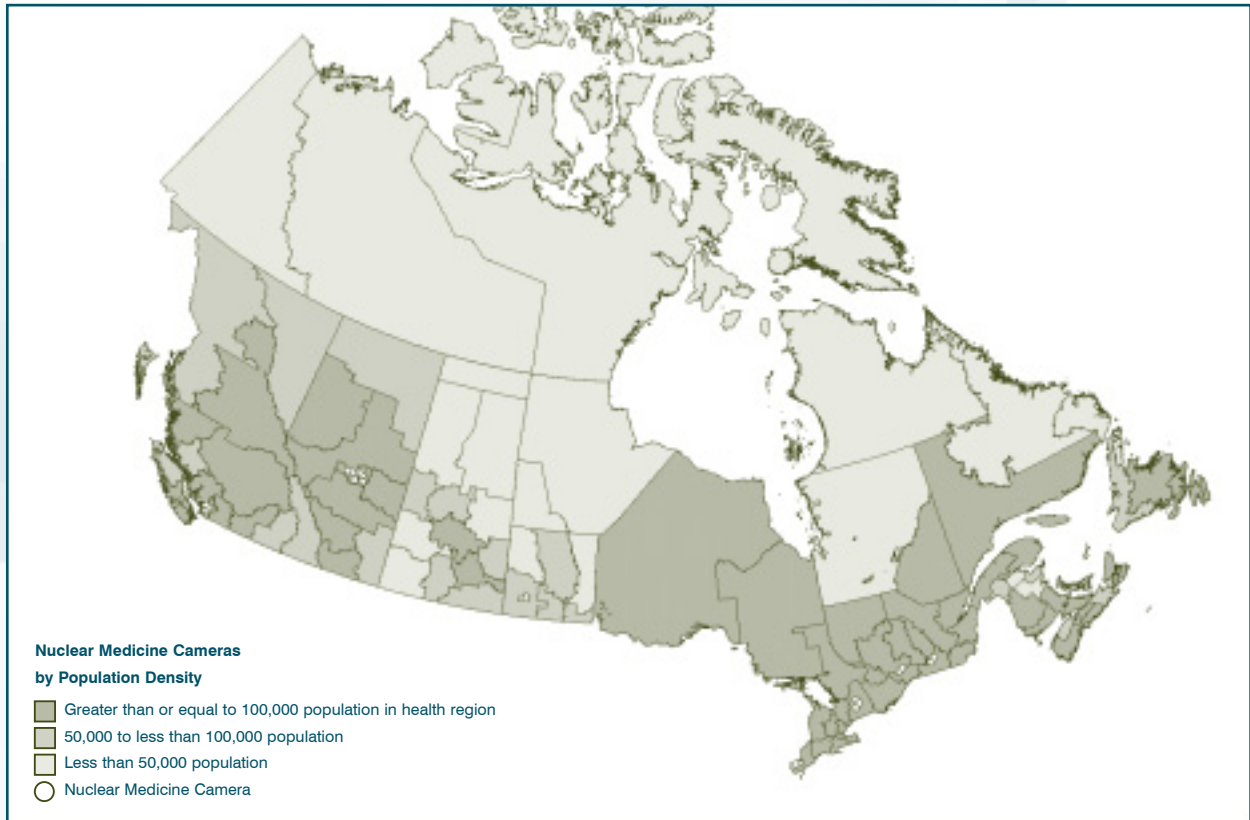 Nuclear Medicine Cameras
by Population Density
Greater than or equal to 100,000 population in health region
50,000 to less than 100,000 population
Less than 50,000 population
Nuclear Medicine Camera